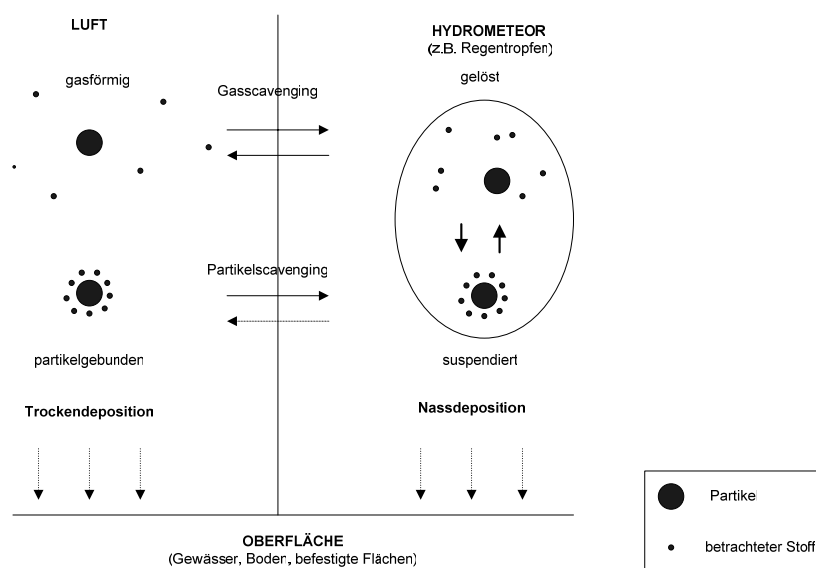 LUFT
HYDROMETEOR
(z.B. Regentropfen)
gasförmig
gelöst
Gasscavenging
Partikelscavenging
partikelgebunden
suspendiert
Trockendeposition
Nassdeposition
Partikel
OBERFLÄCHE
(Gewässer, Boden, befestigte Flächen)
betrachteter Stoff